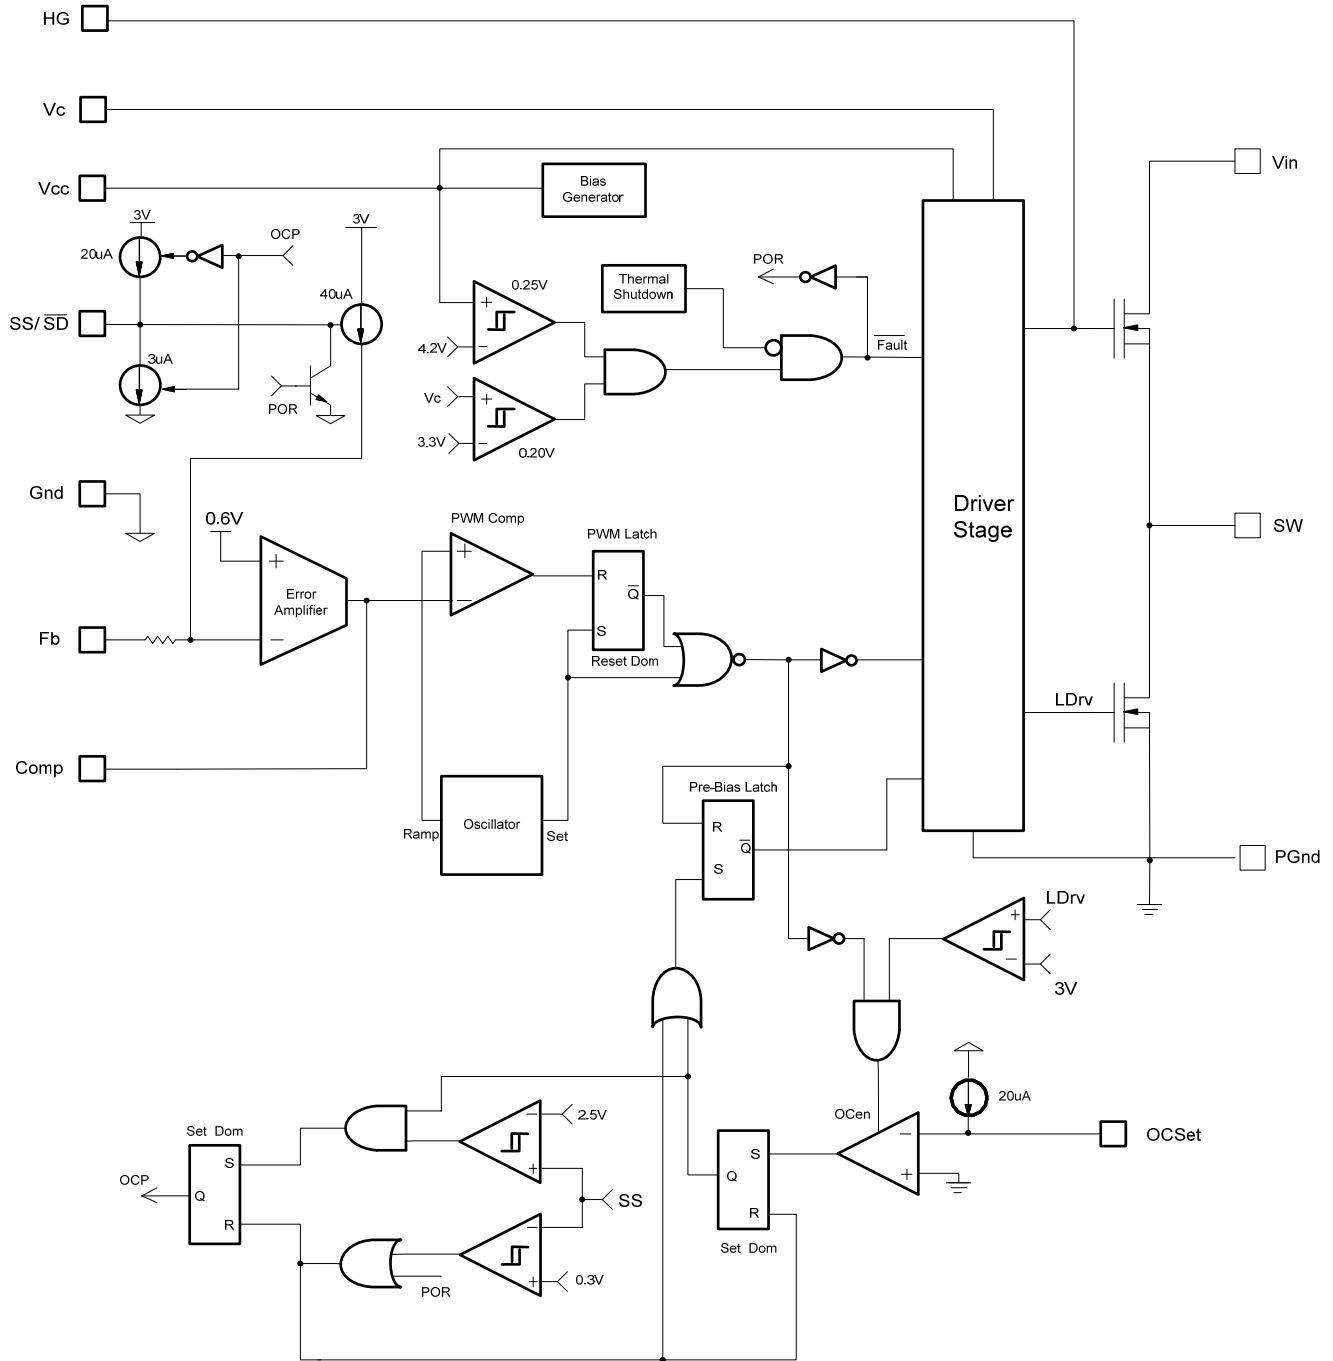 HG
Vc
Vcc
Bias
Generator
Vin
3V
3V
OCP
20uA
40uA
SS/ SD
3uA
POR
0.25V
4.2V
Thermal
Shutdown
POR
Fault
Vc
3.3V
0.20V
Gnd
0.6V
PWM Comp
PWM Latch
Driver
Stage
SW
+
−
+
−
+
−
+
−
Error
Amplifier
R
Q
S
Reset Dom
Fb
LDrv
Comp
Oscillator
Ramp
Set
Pre-Bias Latch
R
Q
S
PGnd
LDrv
+
−
3V
OCen
20uA
OCSet
−
+
Set Dom
S
Q
R
OCP
−
2.5V
+
SS
−
+
0.3V
POR
S
Q
R
Set Dom